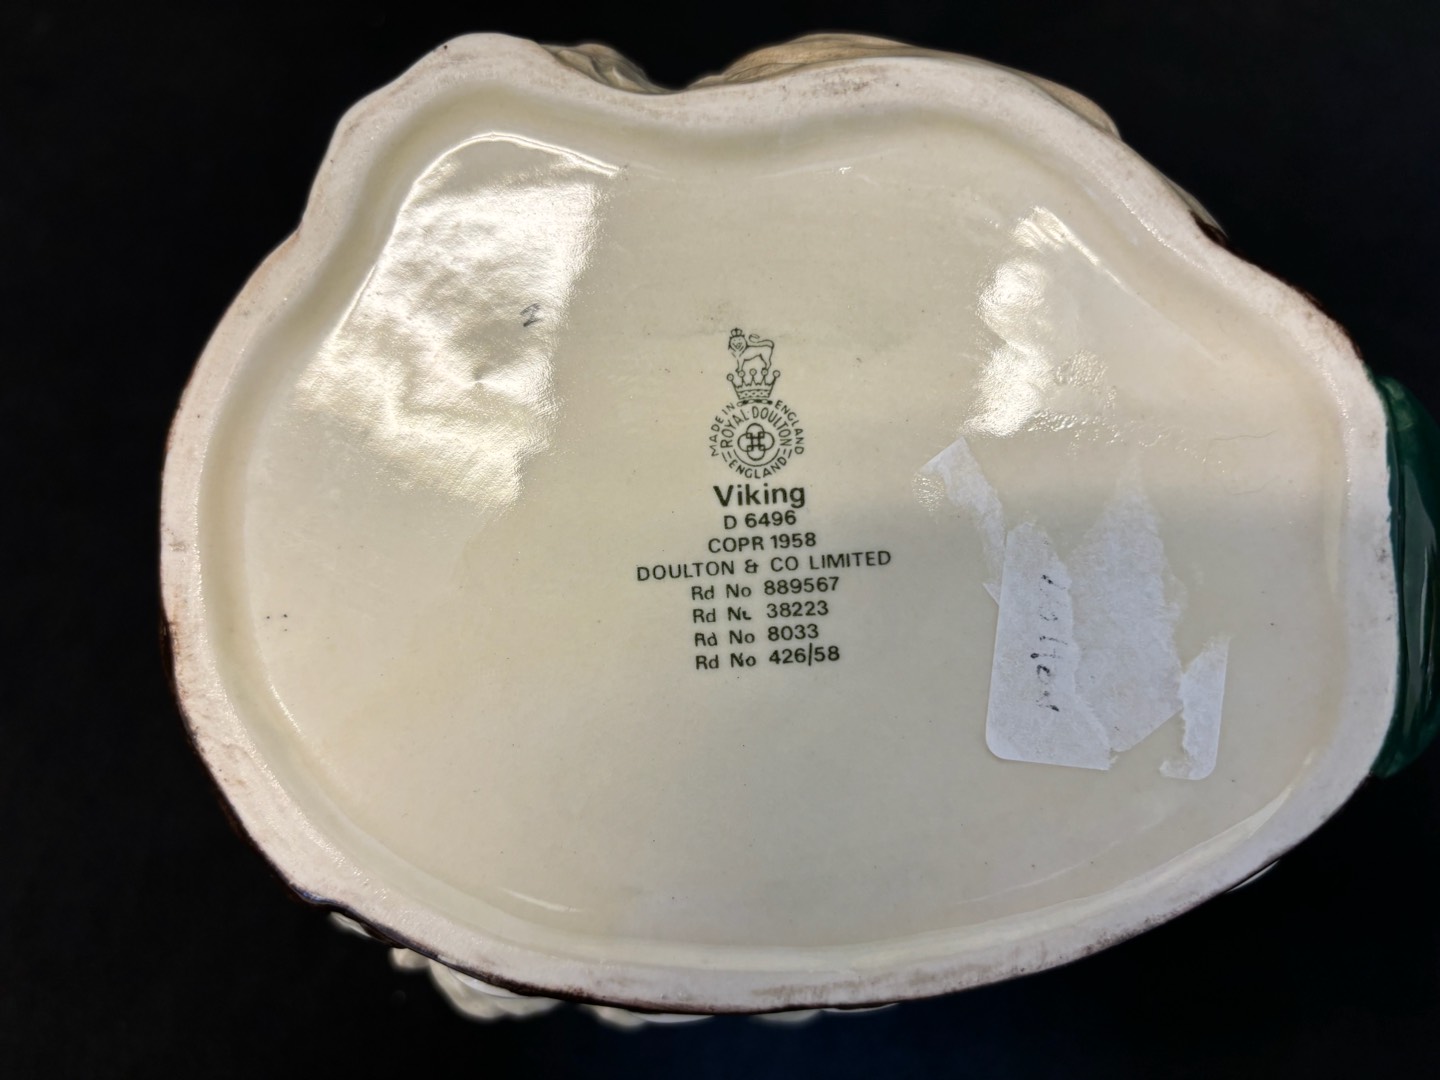 2
MADE IN ENGLAND
ROYAL DOULTON
ENGLAND
Viking
D 6496
COPR 1958
DOULTON & CO LIMITED
Rd No 889567
Rd No 38223
Rd No 8033
Rd No 426/58